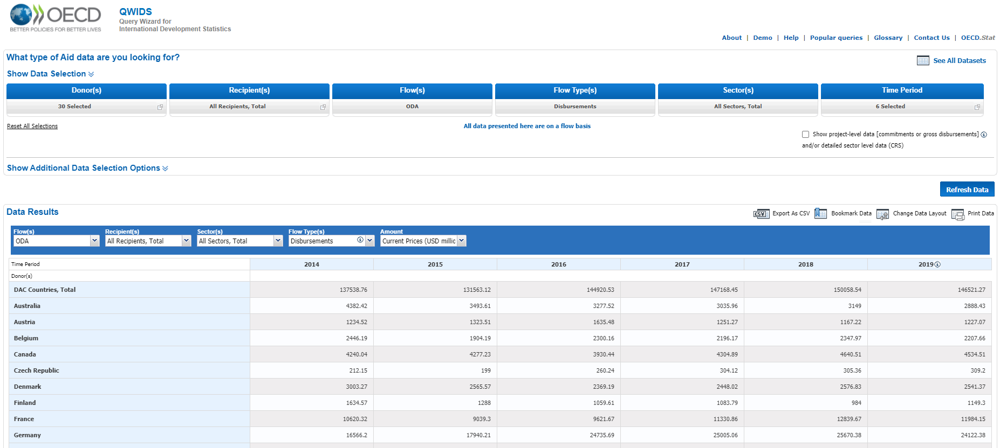 OECD
BETTER POLICIES FOR BETTER LIVES
QWIDS
Query Wizard for
International Development Statistics
About | Demo | Help | Popular queries | Glossary | Contact Us | OECD.Stat
What type of Aid data are you looking for?
See All Datasets
Show Data Selection
Donor(s) Recipient(s) Flow(s) Flow Type(s) Sector(s) Time Period
30 Selected All Recipients, Total ODA Disbursements All Sectors, Total 6 Selected
Reset All Selections
All data presented here are on a flow basis
Show project-level data [commitments or gross disbursements]
and/or detailed sector level data (CRS)
Show Additional Data Selection Options
Refresh Data
Data Results
CSV Export As CSV Bookmark Data Change Data Layout Print Data
Flow(s) Recipient(s) Sector(s) Flow Type(s) Amount
ODA All Recipients, Total All Sectors, Total Disbursements Current Prices (USD millic
Time Period 2014 2015 2016 2017 2018 2019
Donor(s)
DAC Countries, Total 137538.76 131563.12 144920.53 147168.45 150058.54 146521.27
Australia 4382.42 3493.61 3277.52 3035.96 3149 2888.43
Austria 1234.52 1323.51 1635.48 1251.27 1167.22 1227.07
Belgium 2446.19 1904.19 2300.16 2196.17 2347.97 2207.66
Canada 4240.04 4277.23 3930.44 4304.89 4640.51 4534.51
Czech Republic 212.15 199 260.24 304.12 305.36 309.2
Denmark 3003.27 2565.57 2369.19 2448.02 2576.83 2541.37
Finland 1634.57 1288 1059.61 1083.79 984 1149.3
France 10620.32 9039.3 9621.67 11330.86 12839.67 11984.15
Germany 16566.2 17940.21 24735.69 25005.06 25670.38 24122.38